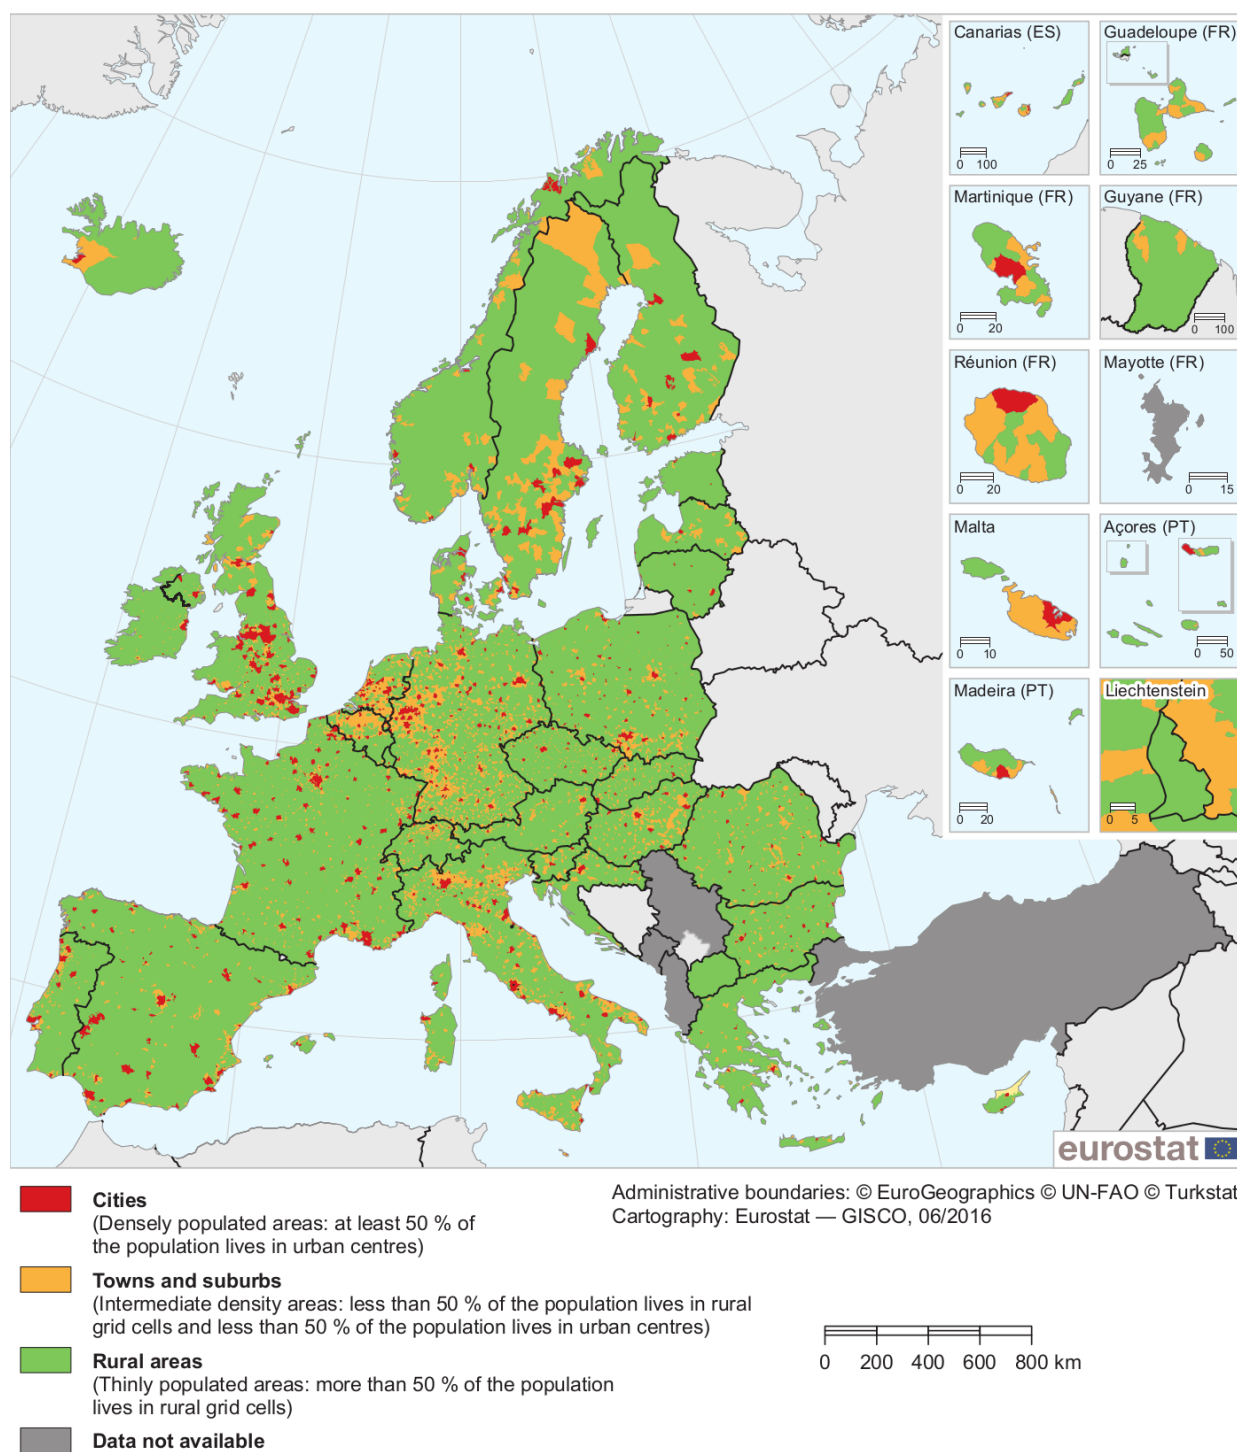 Canarias (ES)
0 100
Guadeloupe (FR)
0 25
Martinique (FR)
0 20
Guyane (FR)
0 100
Réunion (FR)
0 20
Mayotte (FR)
0 15
Malta
0 10
Açores (PT)
0 50
Madeira (PT)
0 20
Liechtenstein
0 5
eurostat
Cities
(Densely populated areas: at least 50 % of
the population lives in urban centres)
Towns and suburbs
(Intermediate density areas: less than 50 % of the population lives in rural
grid cells and less than 50 % of the population lives in urban centres)
Rural areas
(Thinly populated areas: more than 50 % of the population
lives in rural grid cells)
Data not available
Administrative boundaries: © EuroGeographics © UN-FAO © Turkstat
Cartography: Eurostat — GISCO, 06/2016
0 200 400 600 800 km